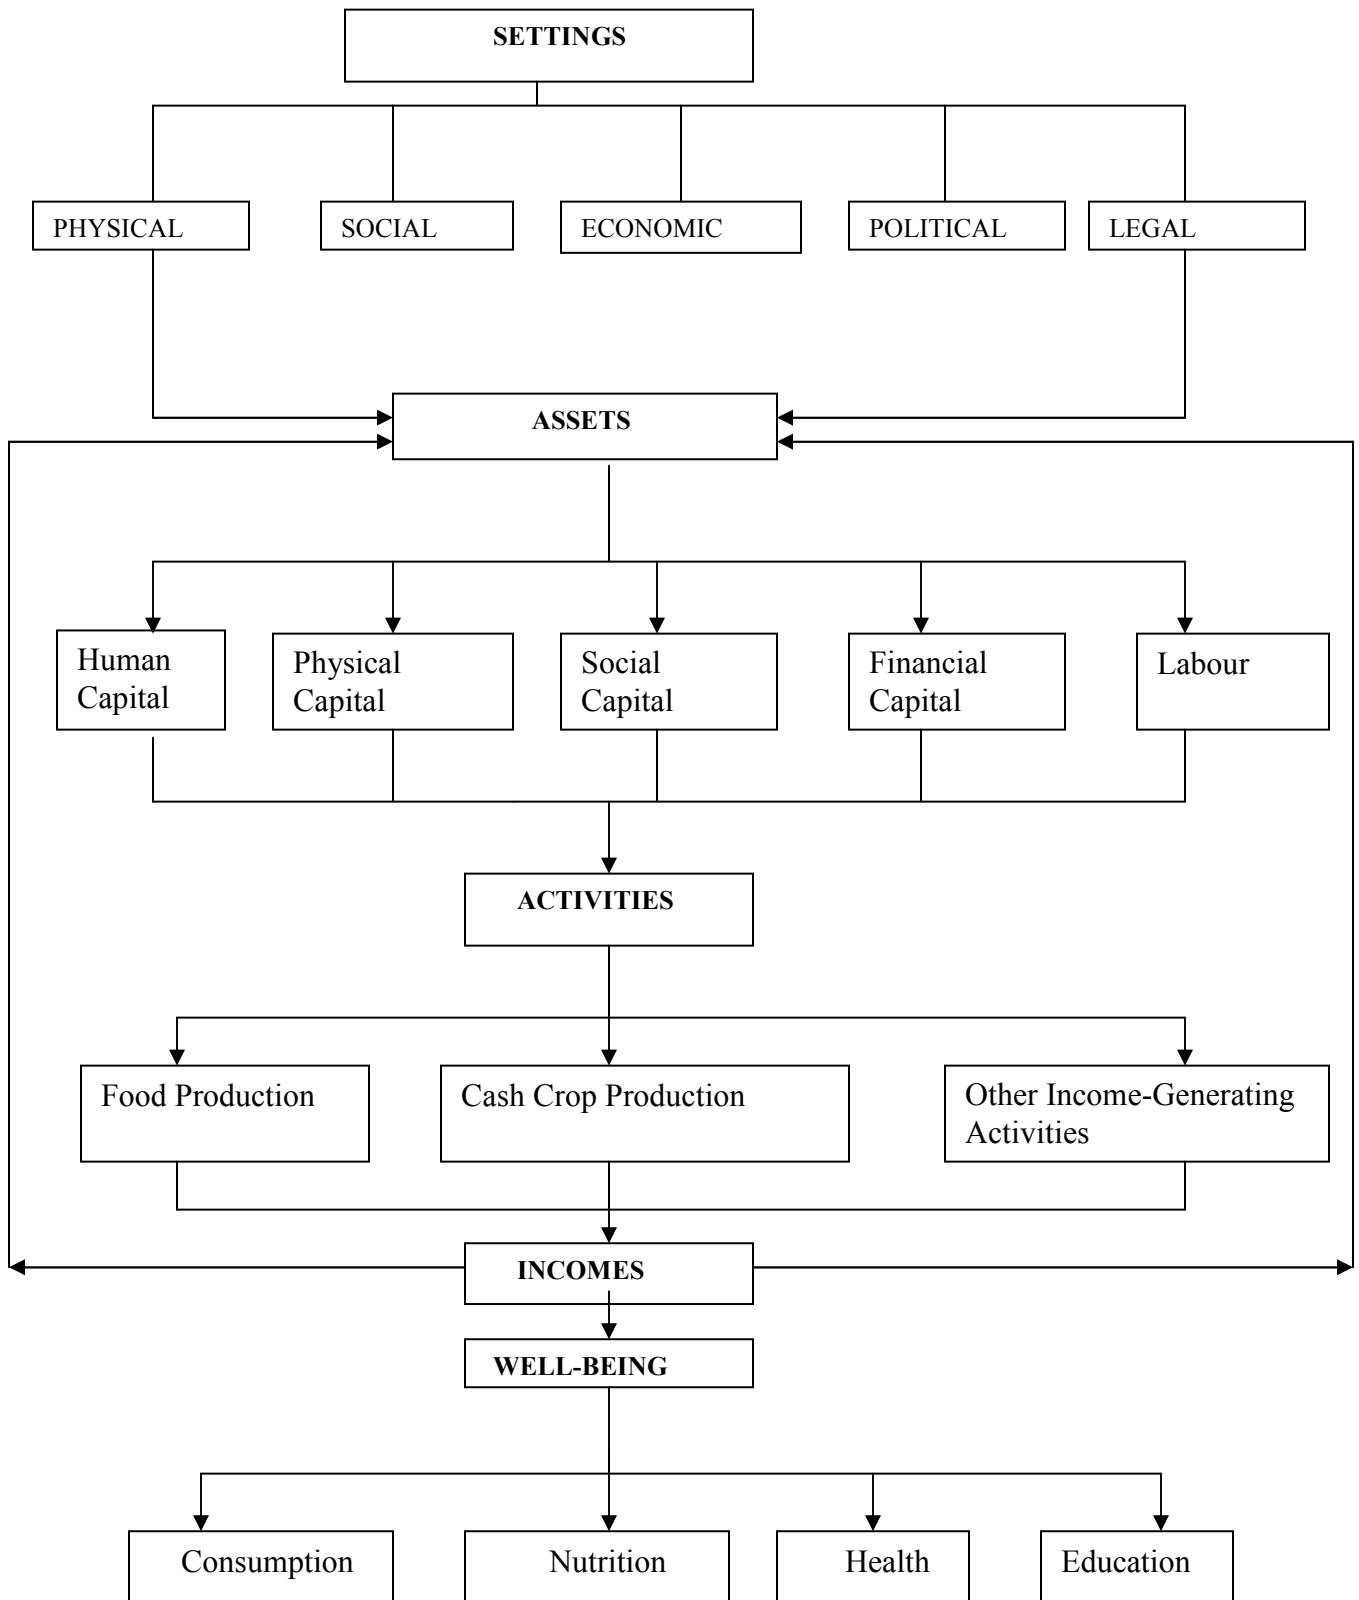 SETTINGS
PHYSICAL
SOCIAL
ECONOMIC
POLITICAL
LEGAL
ASSETS
Human
Capital
Physical
Capital
Social
Capital
Financial
Capital
Labour
ACTIVITIES
Food Production
Cash Crop Production
Other Income-Generating
Activities
INCOMES
WELL-BEING
Consumption
Nutrition
Health
Education